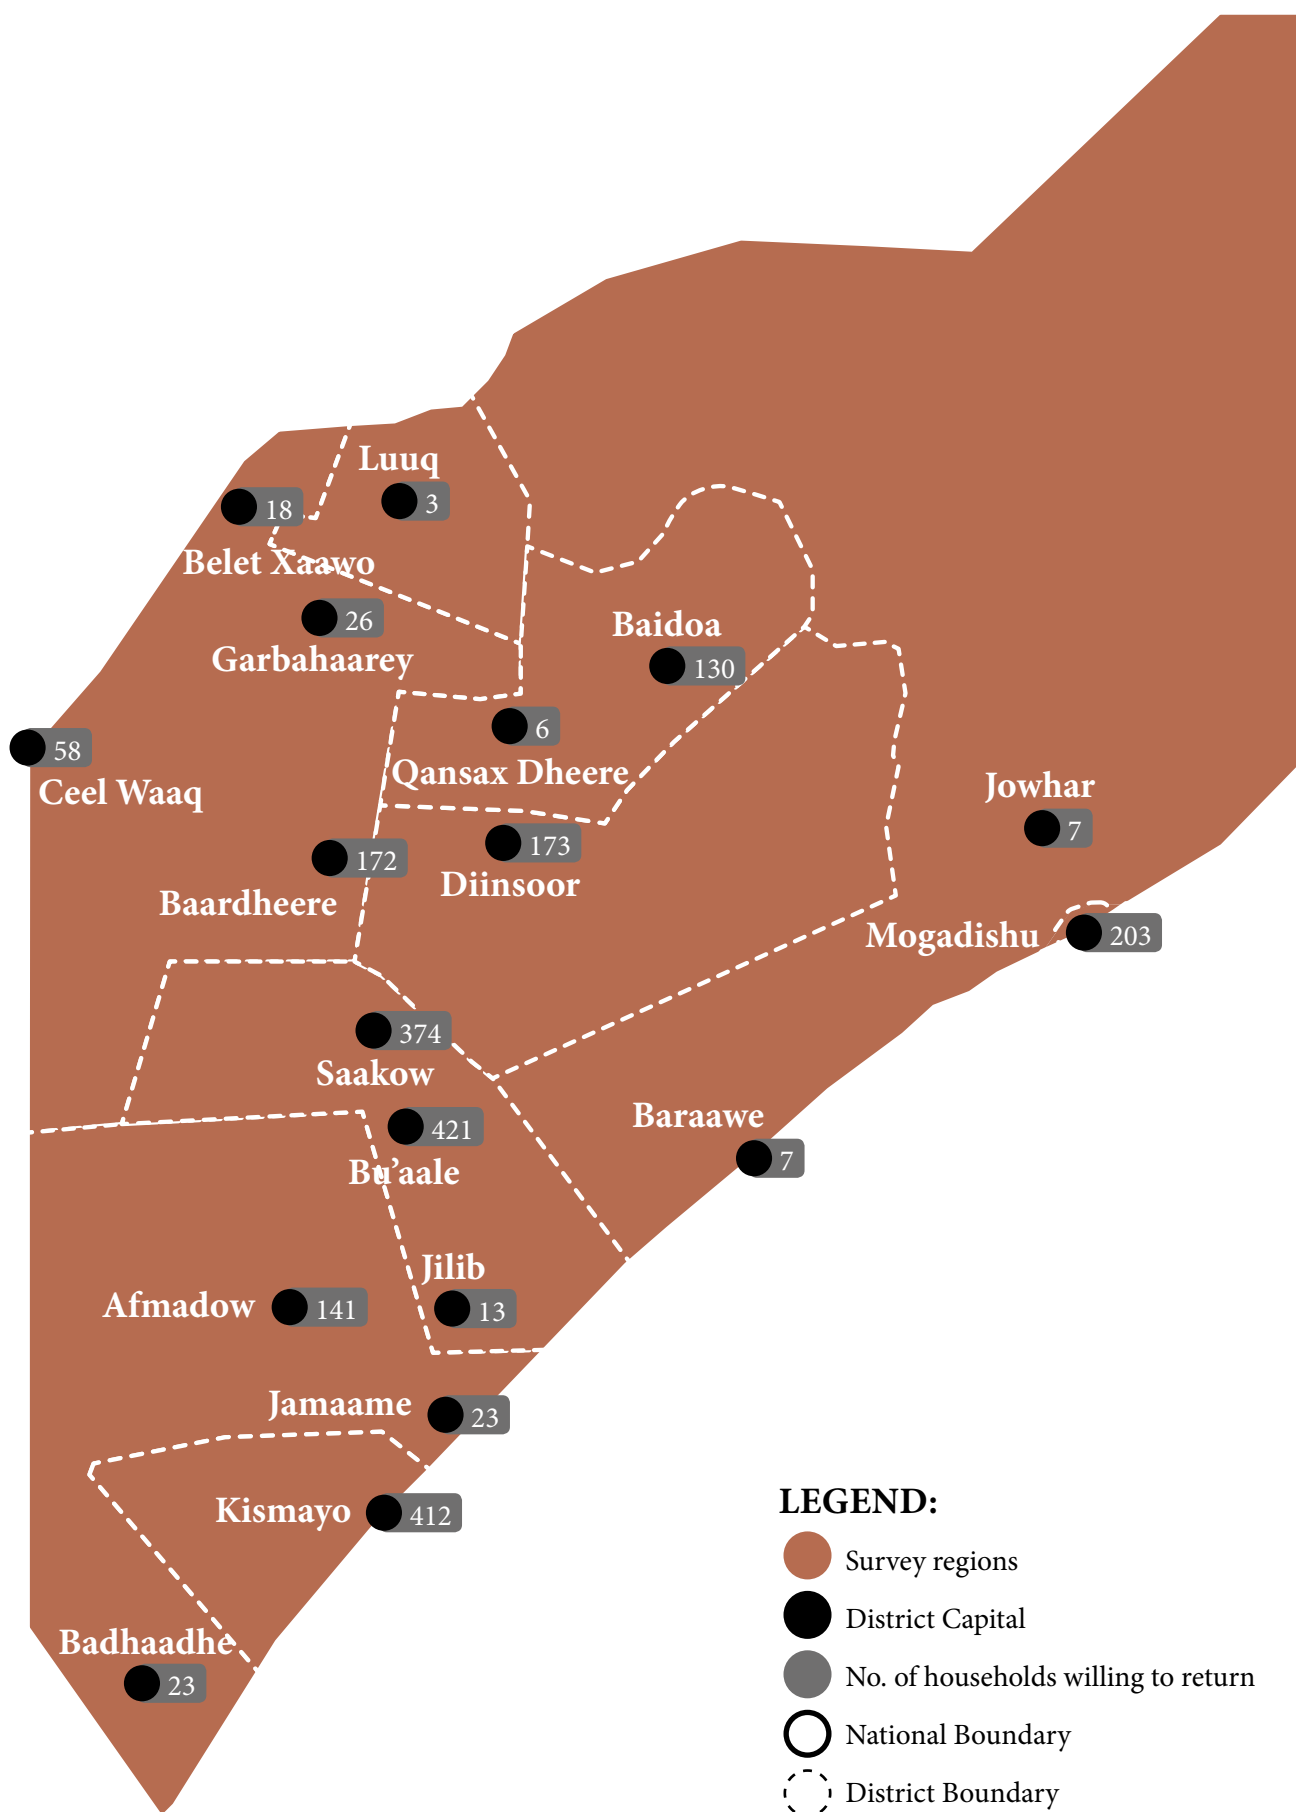 Luuq
3
18
Belet Xaawo
26
Garbahaarey
Baidoa
130
6
Qansax Dheere
58
Ceel Waaq
Jowhar
7
172
Baardheere
173
Diinsoor
Mogadishu
203
374
Saakow
421
Bu’aale
Baraawe
7
Jilib
13
Afmadow
141
Jamaame
23
Kismayo
412
Badhaadhe
23
LEGEND:
Survey regions
District Capital
No. of households willing to return
National Boundary
District Boundary